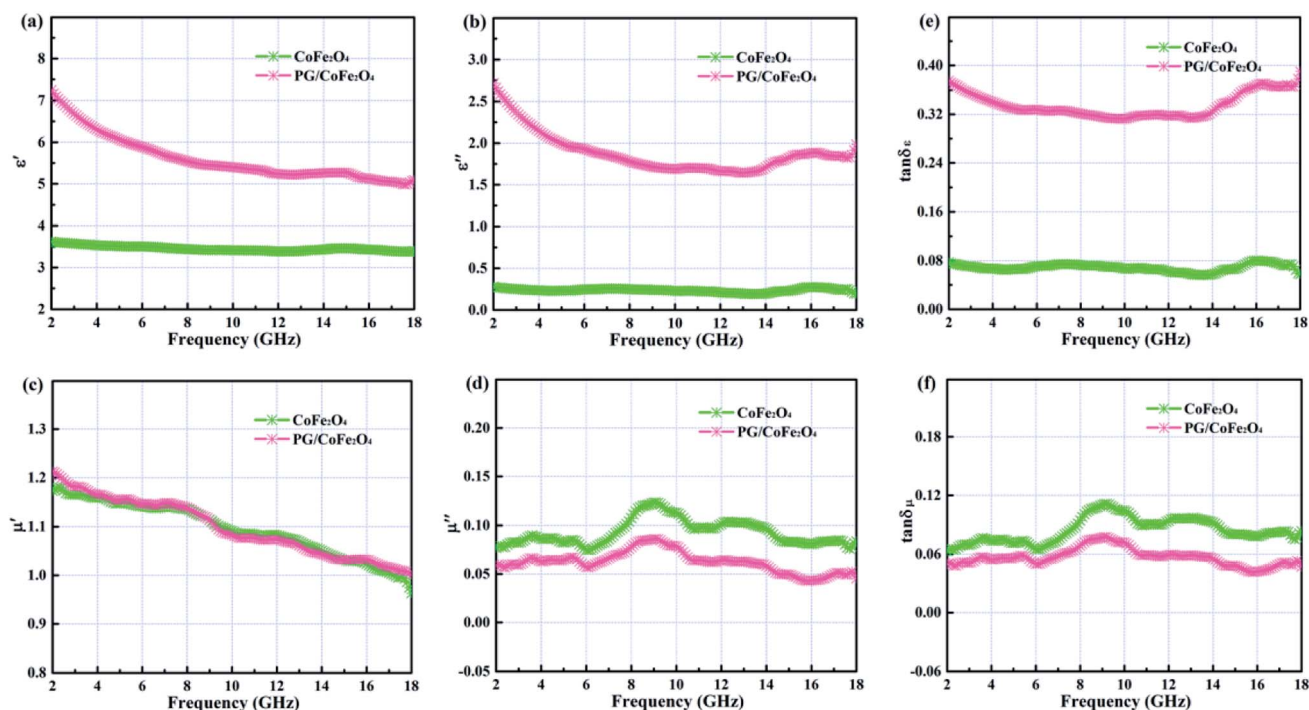 (a)
CoFe₂O₄
PG/CoFe₂O₄
8
7
6
5
4
3
2
ε′
2 4 6 8 10 12 14 16 18
Frequency (GHz)
(b)
CoFe₂O₄
PG/CoFe₂O₄
3.0
2.5
2.0
1.5
1.0
0.5
0.0
ε″
2 4 6 8 10 12 14 16 18
Frequency (GHz)
(e)
CoFe₂O₄
PG/CoFe₂O₄
0.40
0.32
0.24
0.16
0.08
0.00
tanδ ε
2 4 6 8 10 12 14 16 18
Frequency (GHz)
(c)
CoFe₂O₄
PG/CoFe₂O₄
1.3
1.2
1.1
1.0
0.9
0.8
μ′
2 4 6 8 10 12 14 16 18
Frequency (GHz)
(d)
CoFe₂O₄
PG/CoFe₂O₄
0.20
0.15
0.10
0.05
0.00
-0.05
μ″
2 4 6 8 10 12 14 16 18
Frequency (GHz)
(f)
CoFe₂O₄
PG/CoFe₂O₄
0.18
0.12
0.06
0.00
-0.06
tanδ μ
2 4 6 8 10 12 14 16 18
Frequency (GHz)